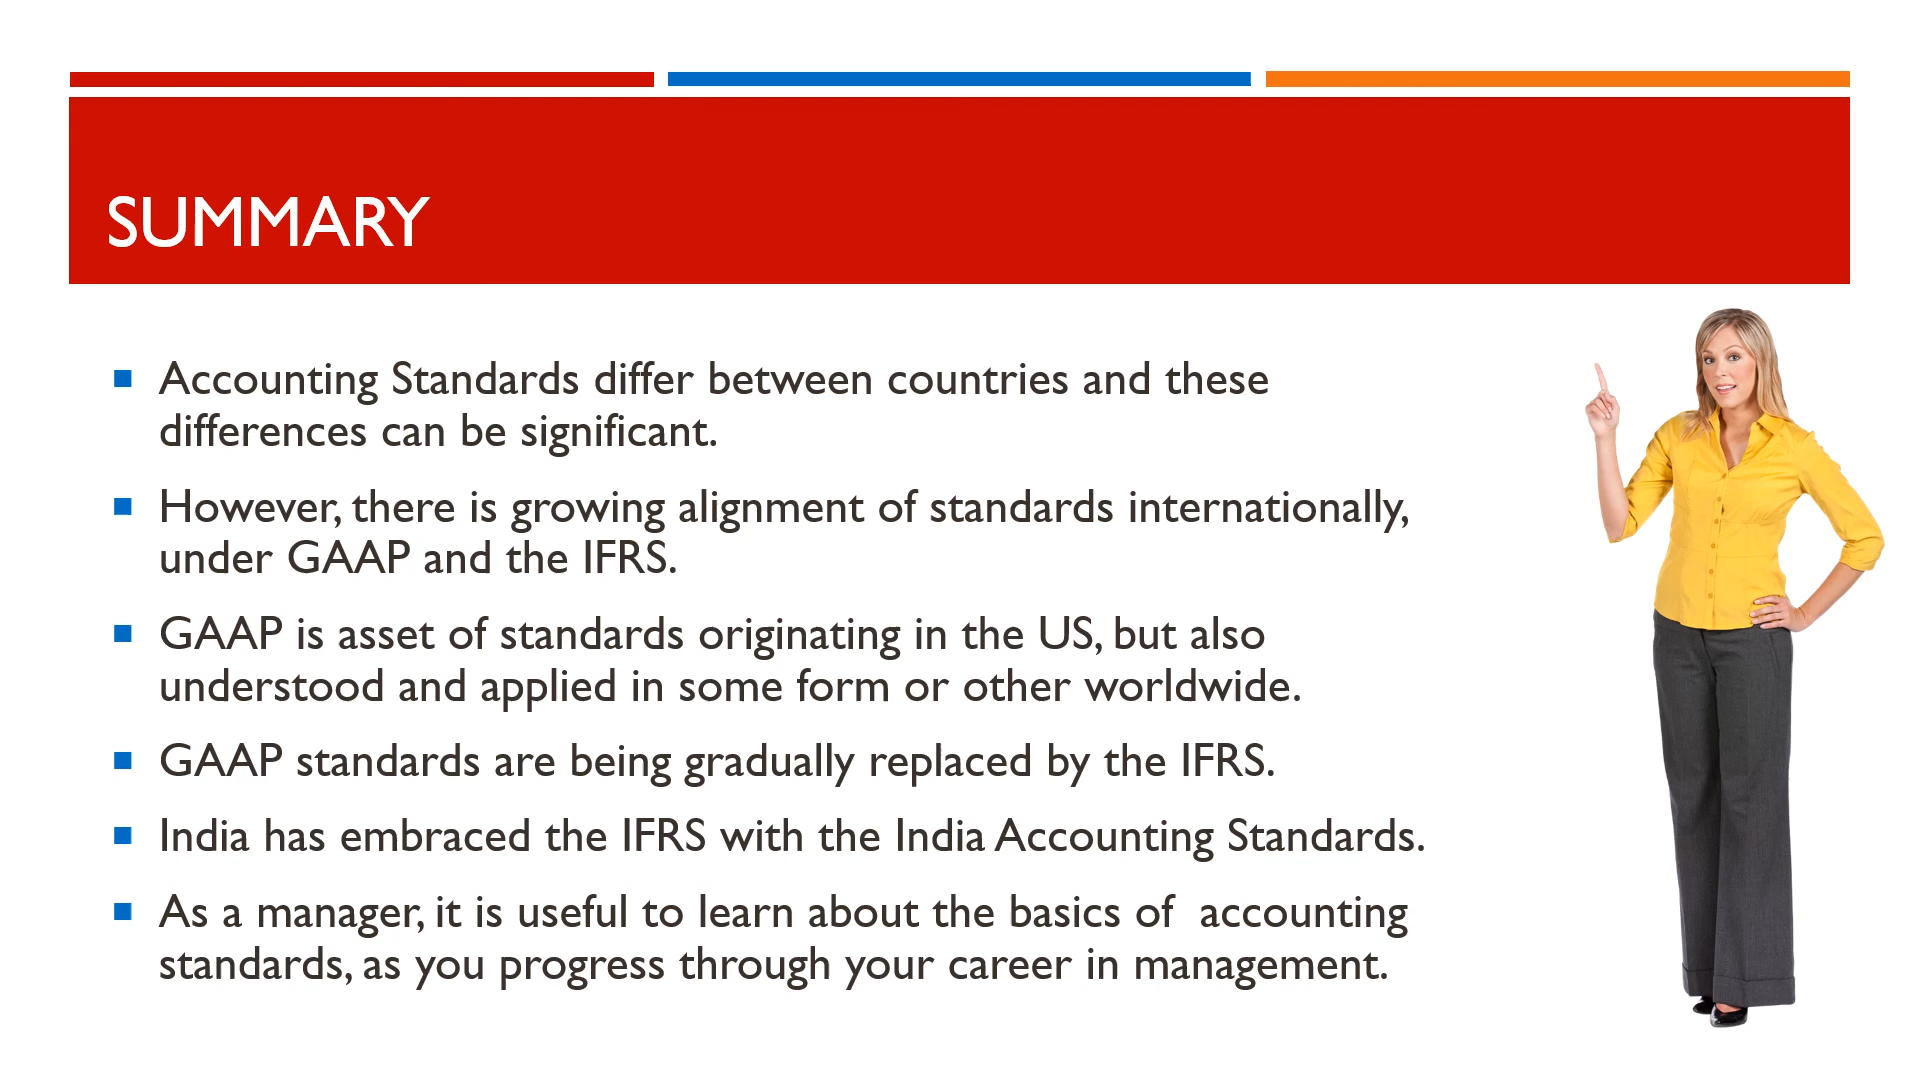 SUMMARY
Accounting Standards differ between countries and these
differences can be significant.
However, there is growing alignment of standards internationally,
under GAAP and the IFRS.
GAAP is asset of standards originating in the US, but also
understood and applied in some form or other worldwide.
GAAP standards are being gradually replaced by the IFRS.
India has embraced the IFRS with the India Accounting Standards.
As a manager, it is useful to learn about the basics of  accounting
standards, as you progress through your career in management.